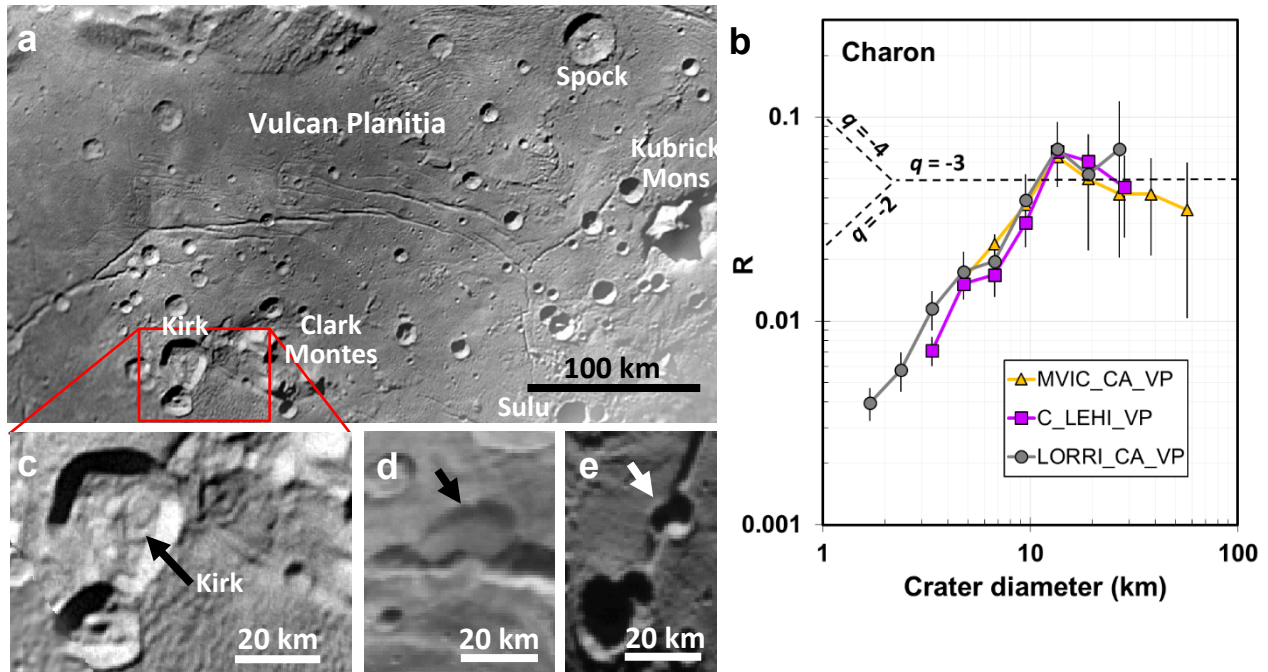 a
Spock
Vulcan Planitia
Kubrick
Mons
Kirk
Clark
Montes
100 km
Sulu
c
Kirk
20 km
d
20 km
e
20 km
b
Charon
R
0.1
0.01
0.001
q = -4
q = -3
q = -2
MVIC_CA_VP
C_LEHI_VP
LORRI_CA_VP
1
10
100
Crater diameter (km)